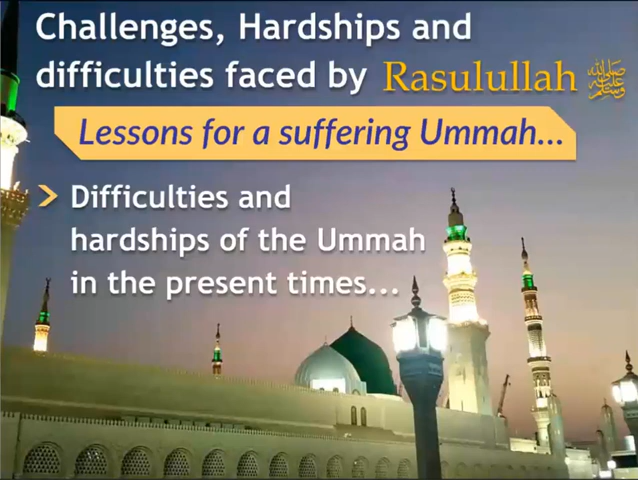 Challenges, Hardships and
difficulties faced by Rasulullah ﷺ
Lessons for a suffering Ummah...
Difficulties and
hardships of the Ummah
in the present times...